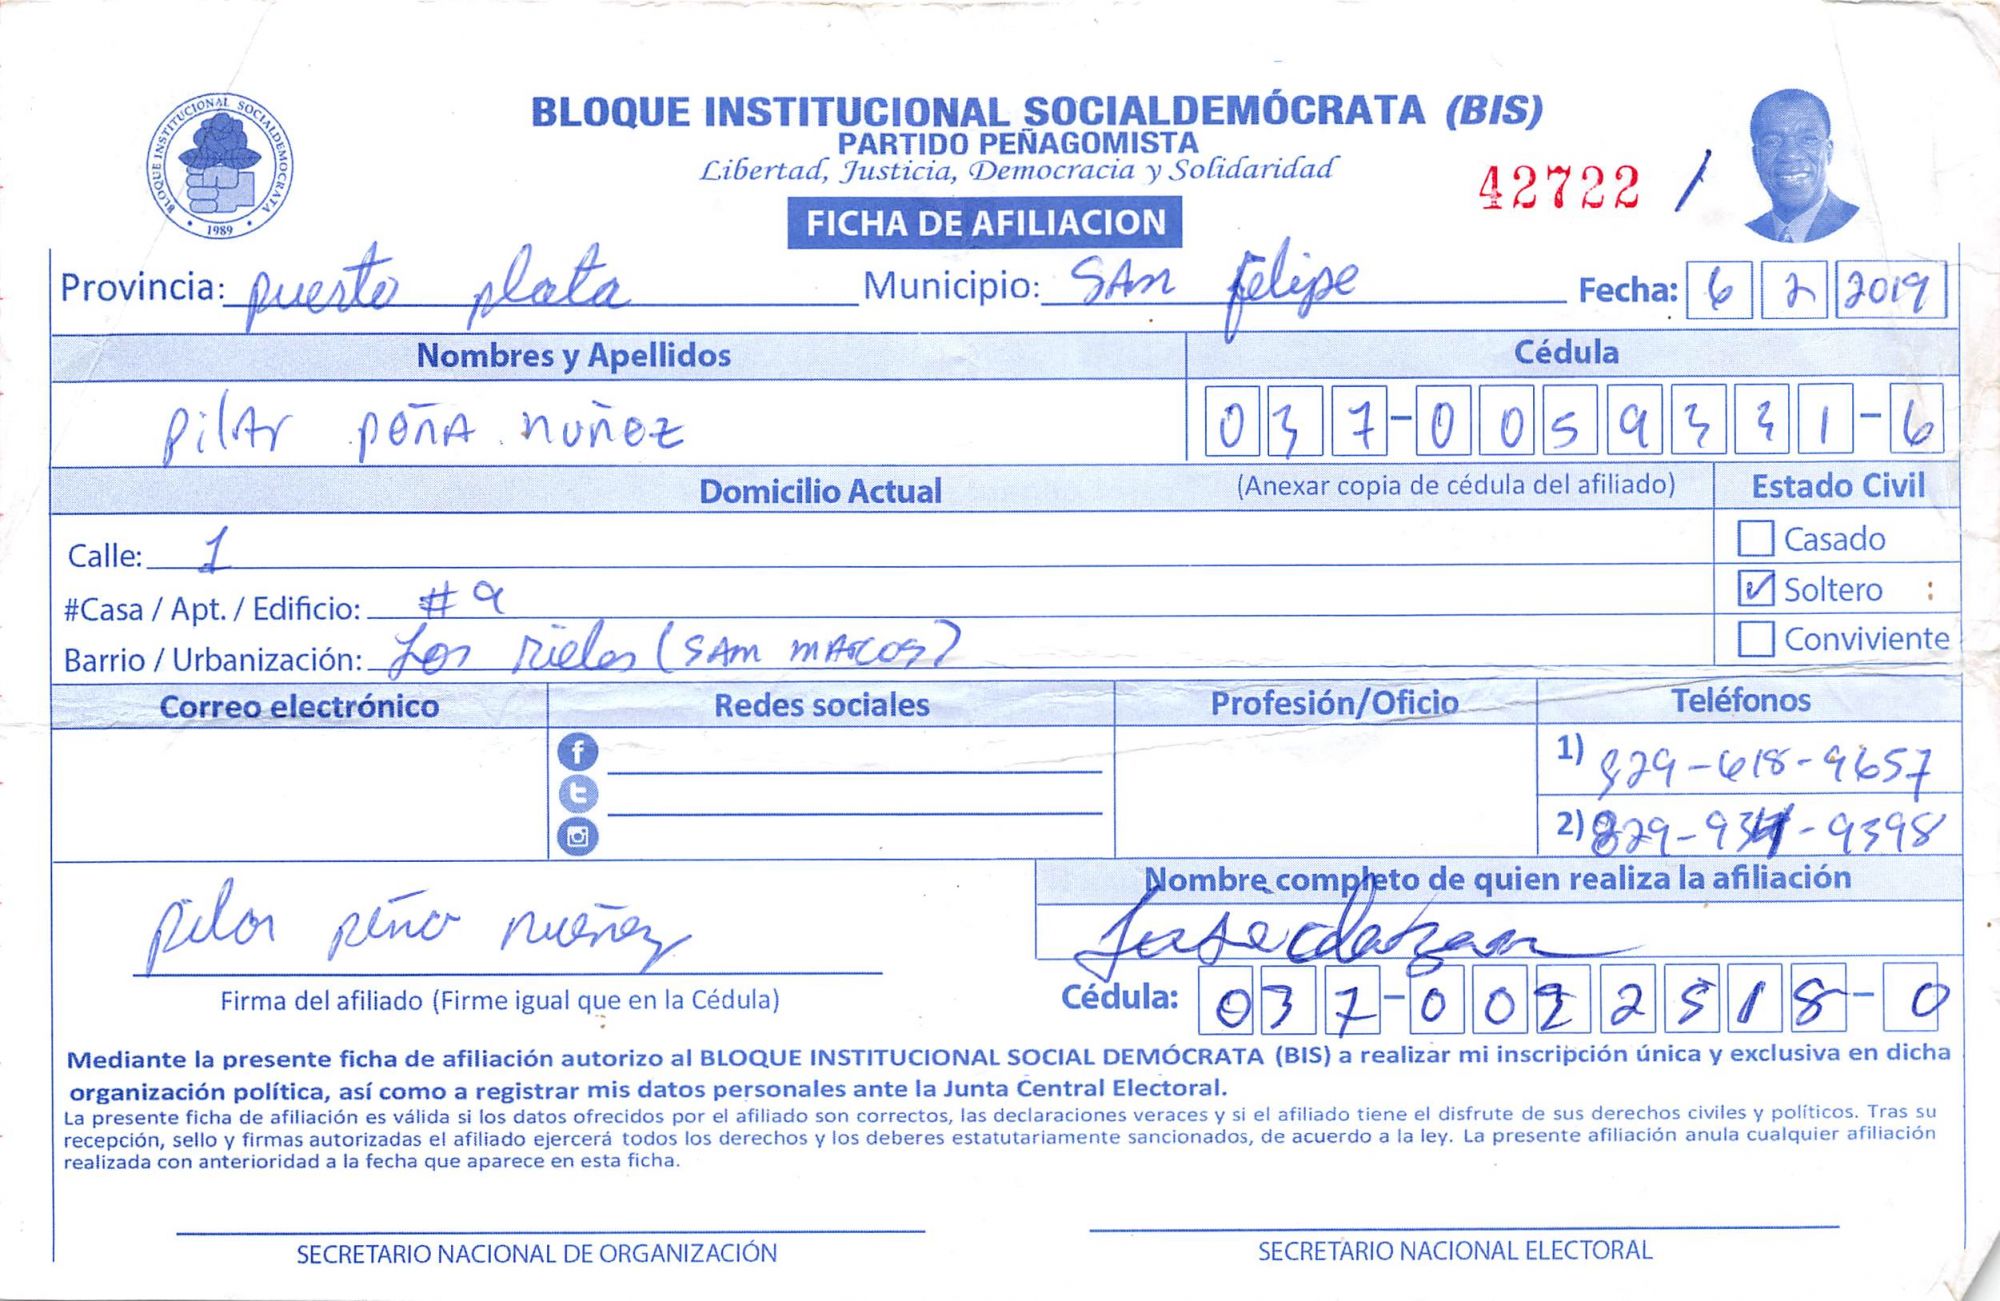 BLOQUE INSTITUCIONAL SOCIALDEMÓCRATA (BIS)
BLOQUE INSTITUCIONAL SOCIALDEMOCRATA
1989
PARTIDO PEÑAGOMISTA
Libertad, Justicia, Democracia y Solidaridad
42722 /
FICHA DE AFILIACION
Provincia: puerto plata Municipio: SAn felipe Fecha: 6 2 2019
Nombres y Apellidos Cédula
pilAr pEñA nuñEZ 037-0059331-6
Domicilio Actual (Anexar copia de cédula del afiliado) Estado Civil
Calle: 1 Casado
#Casa / Apt. / Edificio: #9 Soltero
Barrio / Urbanización: Los rieles (SAm mArcos) Conviviente
Correo electrónico Redes sociales Profesión/Oficio Teléfonos
1) 829-618-9657
2) 829-9 -9398
Nombre completo de quien realiza la afiliación
pilar peña nueñez
Firma del afiliado (Firme igual que en la Cédula)
Cédula: 037-0022518-0
Mediante la presente ficha de afiliación autorizo al BLOQUE INSTITUCIONAL SOCIAL DEMÓCRATA (BIS) a realizar mi inscripción única y exclusiva en dicha
organización política, así como a registrar mis datos personales ante la Junta Central Electoral.
La presente ficha de afiliación es válida si los datos ofrecidos por el afiliado son correctos, las declaraciones veraces y si el afiliado tiene el disfrute de sus derechos civiles y políticos. Tras su
recepción, sello y firmas autorizadas el afiliado ejercerá todos los derechos y los deberes estatutariamente sancionados, de acuerdo a la ley. La presente afiliación anula cualquier afiliación
realizada con anterioridad a la fecha que aparece en esta ficha.
SECRETARIO NACIONAL DE ORGANIZACIÓN SECRETARIO NACIONAL ELECTORAL